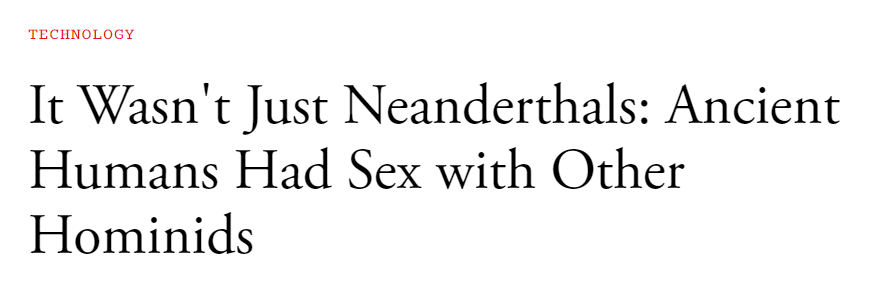 TECHNOLOGY
It Wasn't Just Neanderthals: Ancient
Humans Had Sex with Other
Hominids